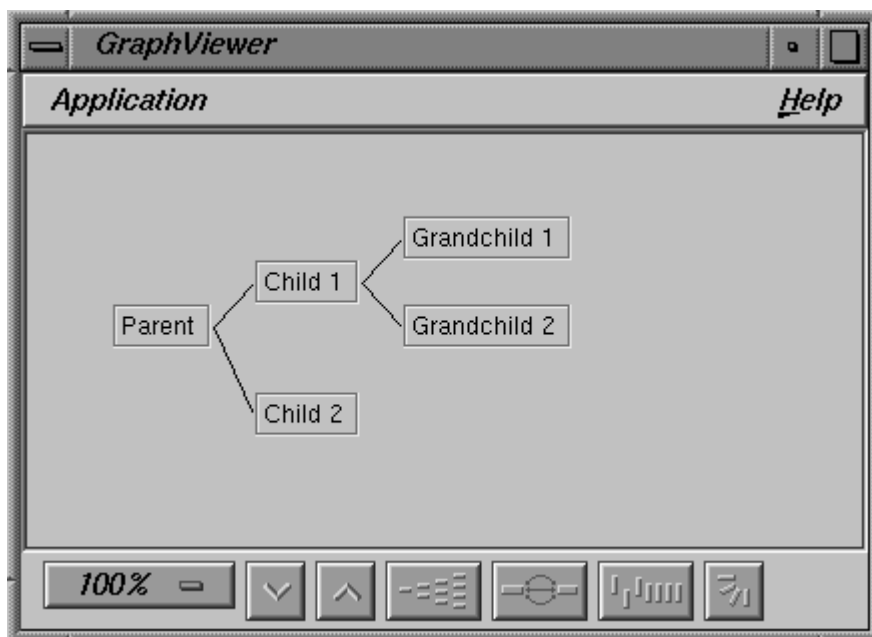 GraphViewer
Application Help
Grandchild 1
Child 1
Parent
Grandchild 2
Child 2
100%